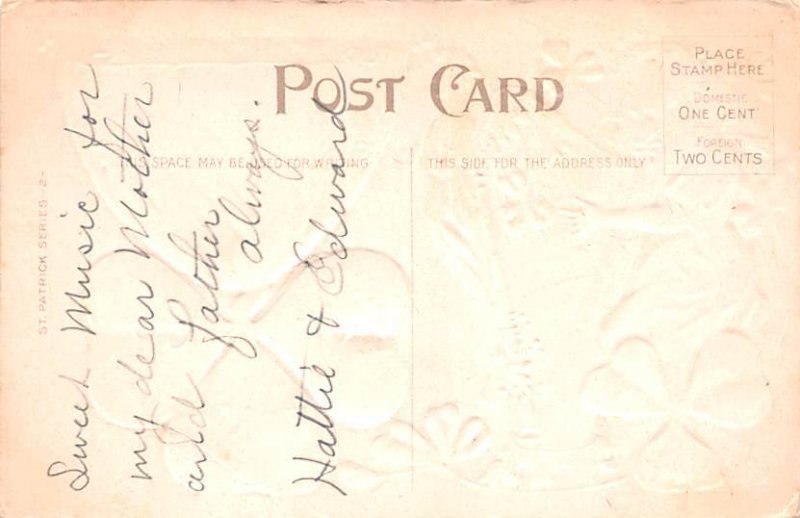 POST CARD
PLACE
STAMP HERE
DOMESTIC
ONE CENT
FOREIGN
TWO CENTS
THIS SPACE MAY BE USED FOR WRITING
THIS SIDE FOR THE ADDRESS ONLY
ST. PATRICK SERIES -2-
Sweet Music for
my dear Mother
and father
always.
Hattie & Edward